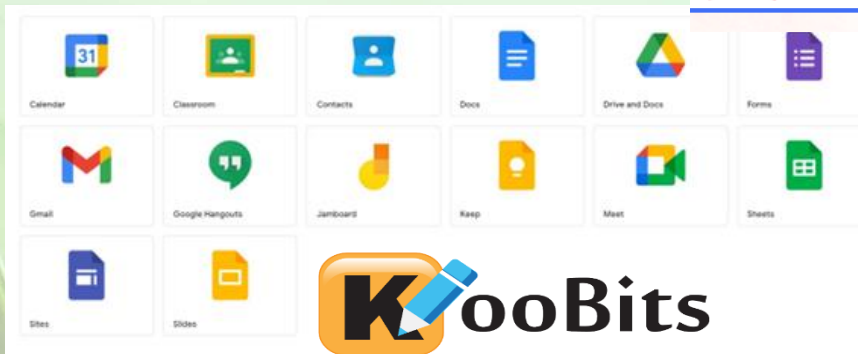 31
Calendar
Classroom
Contacts
Docs
Drive and Docs
Forms
Gmail
Google Hangouts
Jamboard
Keep
Meet
Sheets
Sites
Slides
KooBits